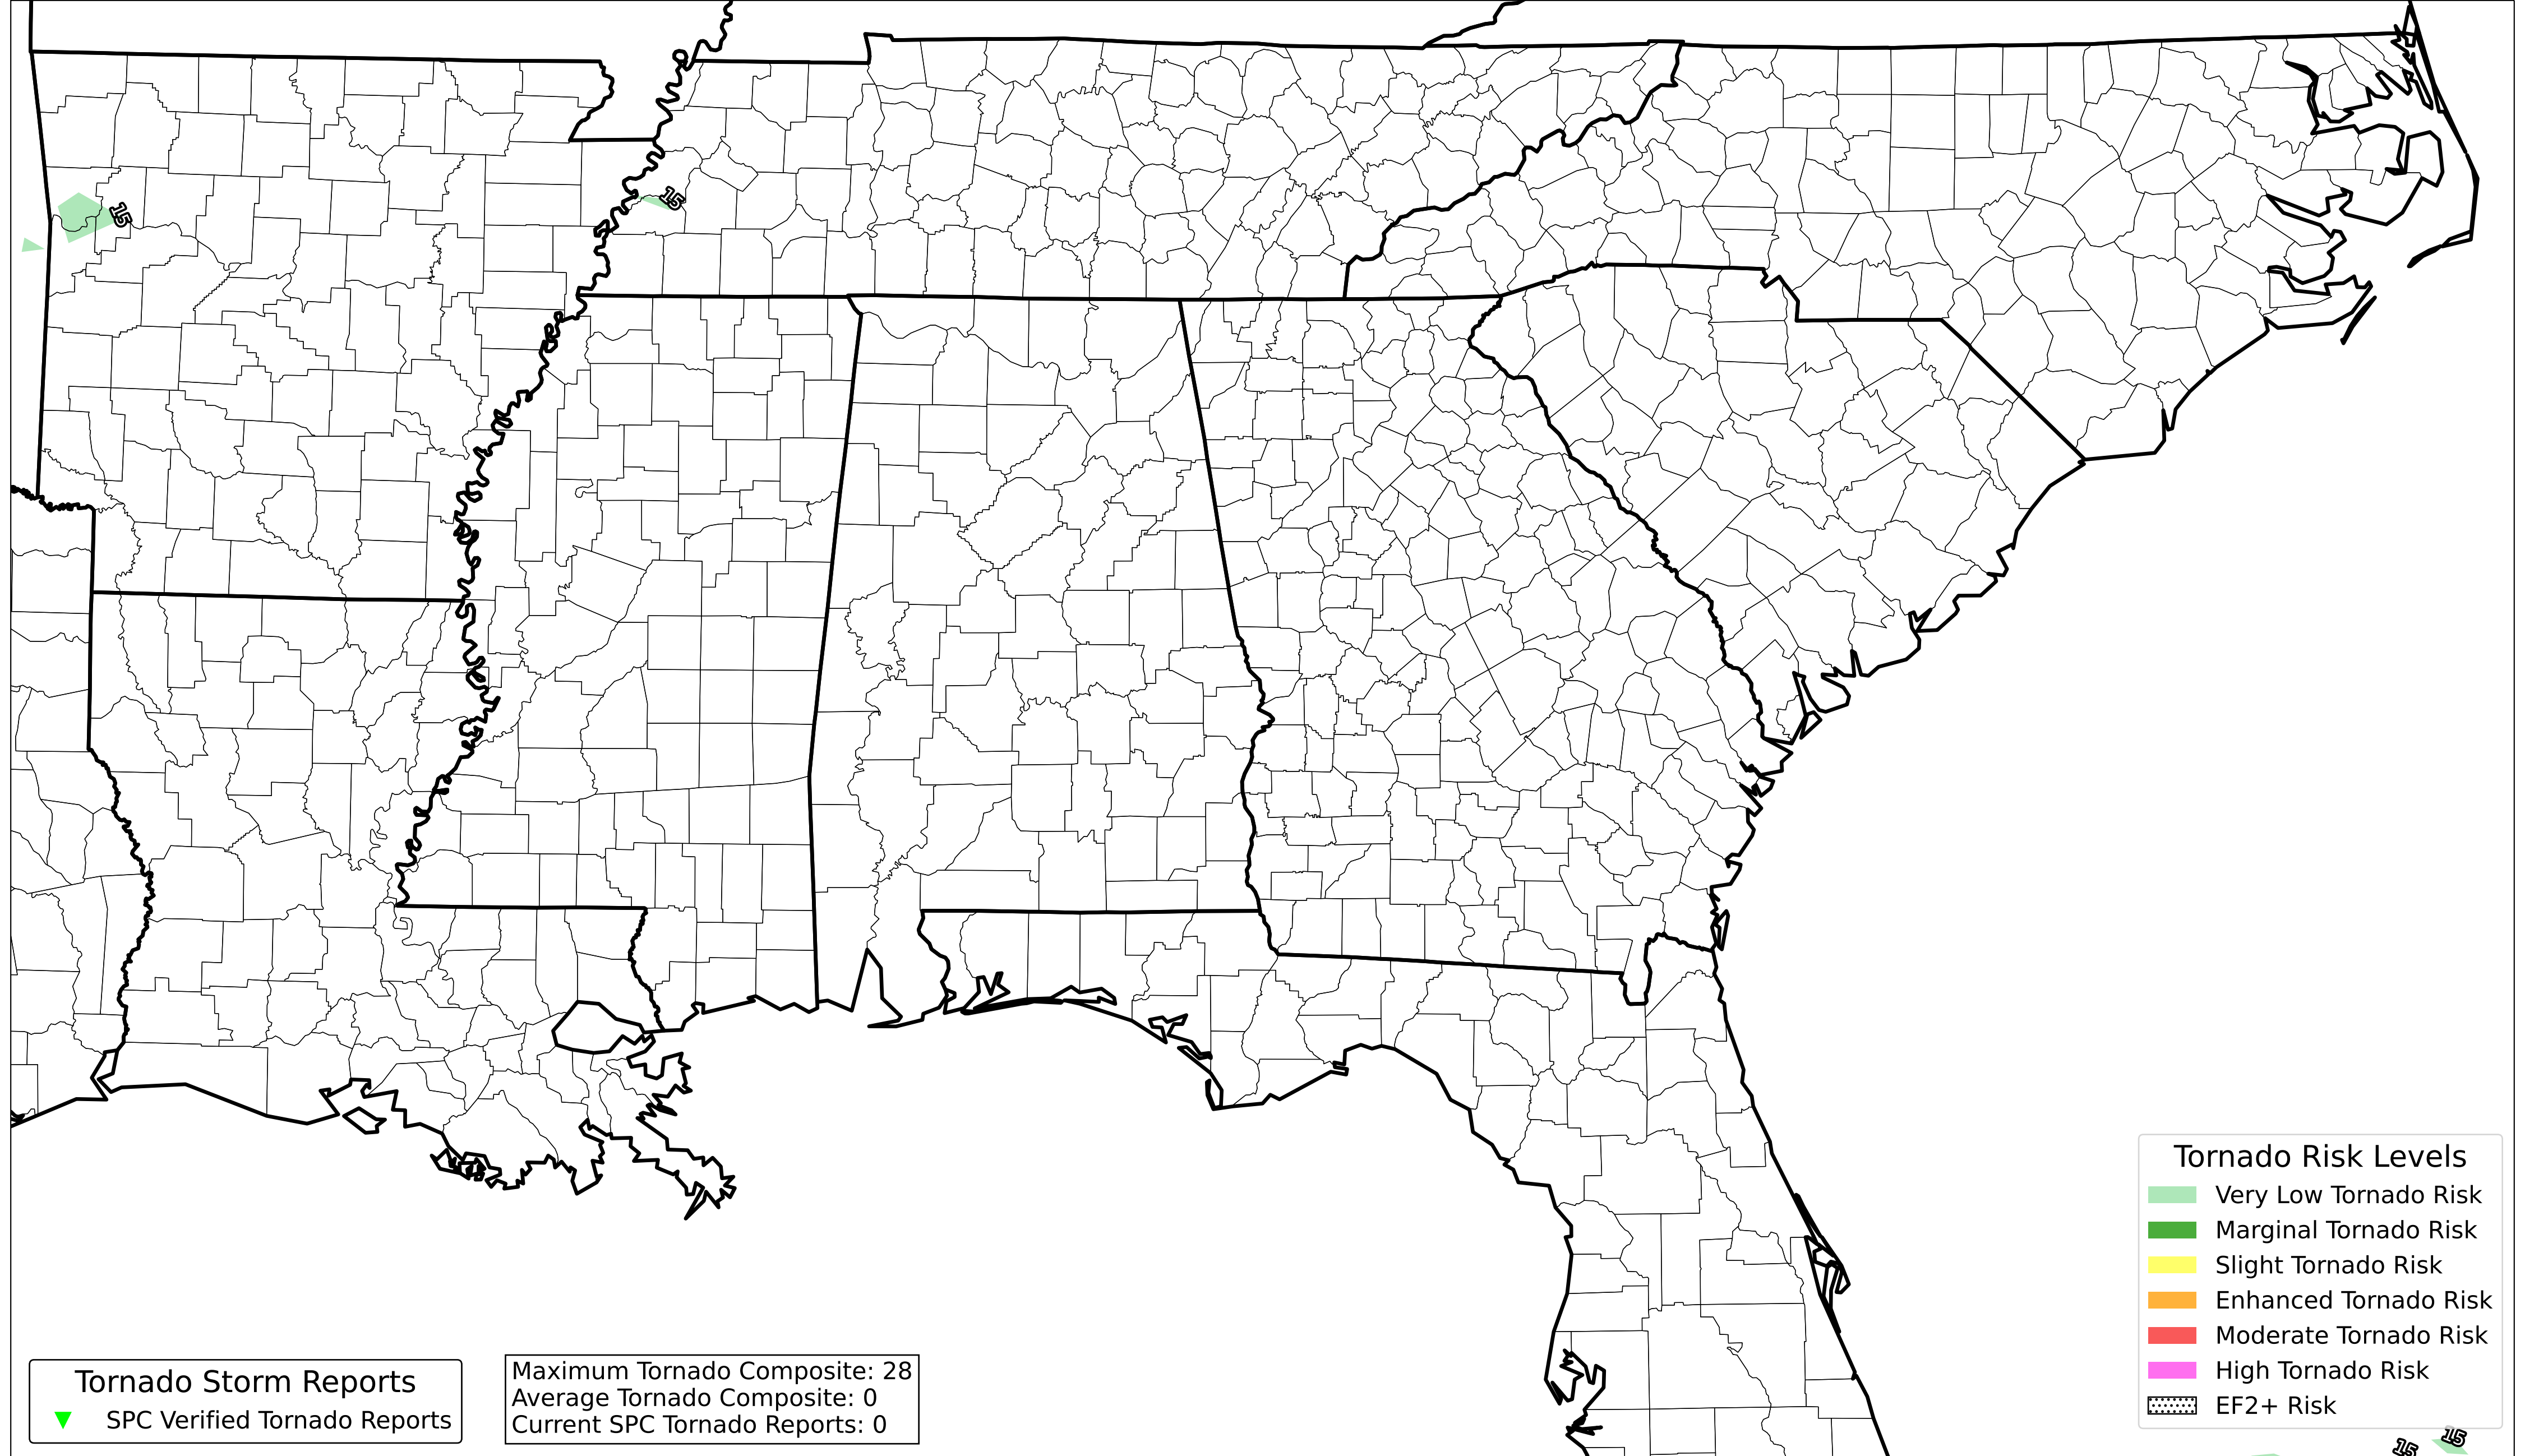 15
15
Tornado Risk Levels
Very Low Tornado Risk
Marginal Tornado Risk
Slight Tornado Risk
Enhanced Tornado Risk
Moderate Tornado Risk
High Tornado Risk
EF2+ Risk
Tornado Storm Reports
SPC Verified Tornado Reports
Maximum Tornado Composite: 28
Average Tornado Composite: 0
Current SPC Tornado Reports: 0
15
15